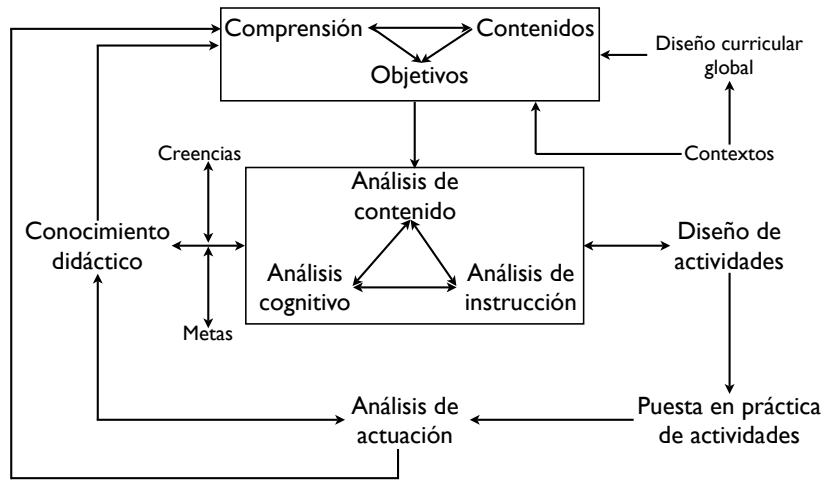 Comprensión
Contenidos
Objetivos
Diseño curricular
global
Creencias
Contextos
Análisis de
contenido
Conocimiento
didáctico
Diseño de
actividades
Análisis
cognitivo
Análisis de
instrucción
Metas
Análisis de
actuación
Puesta en práctica
de actividades